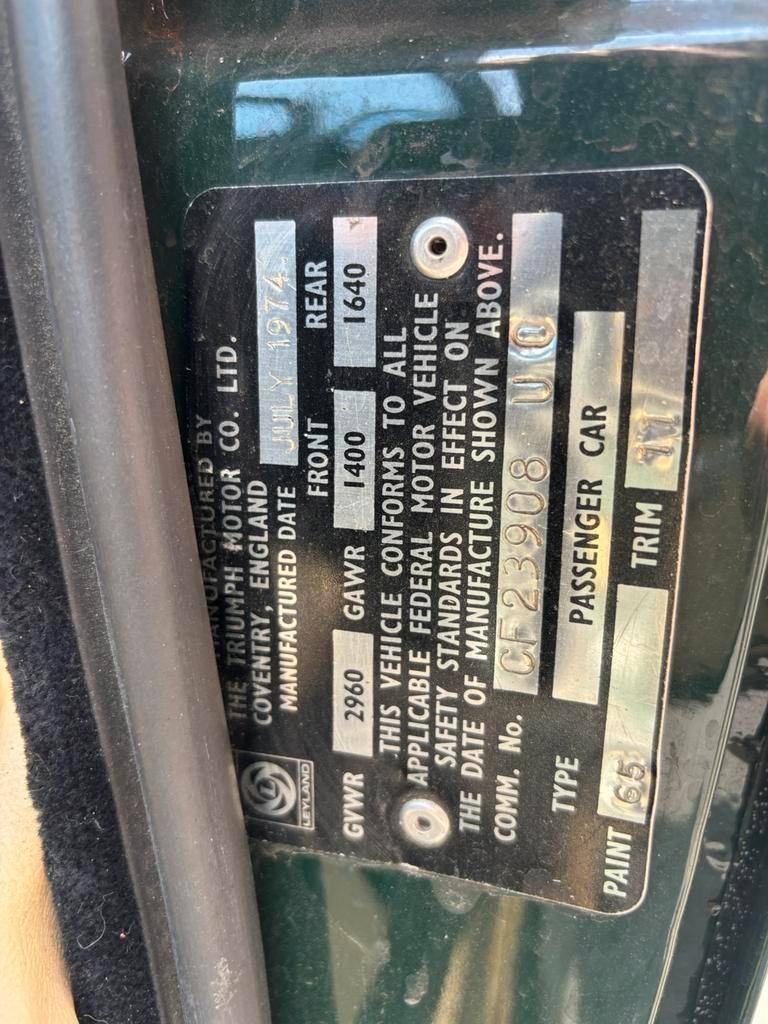 MANUFACTURED BY
THE TRIUMPH MOTOR CO. LTD.
COVENTRY, ENGLAND
LEYLAND
MANUFACTURED DATE JULY 1974.
FRONT REAR
GVWR 2960 GAWR 1400 1640
THIS VEHICLE CONFORMS TO ALL
APPLICABLE FEDERAL MOTOR VEHICLE
SAFETY STANDARDS IN EFFECT ON
THE DATE OF MANUFACTURE SHOWN ABOVE.
COMM. No. CF23908 UO
TYPE PASSENGER CAR
PAINT 65 TRIM 11